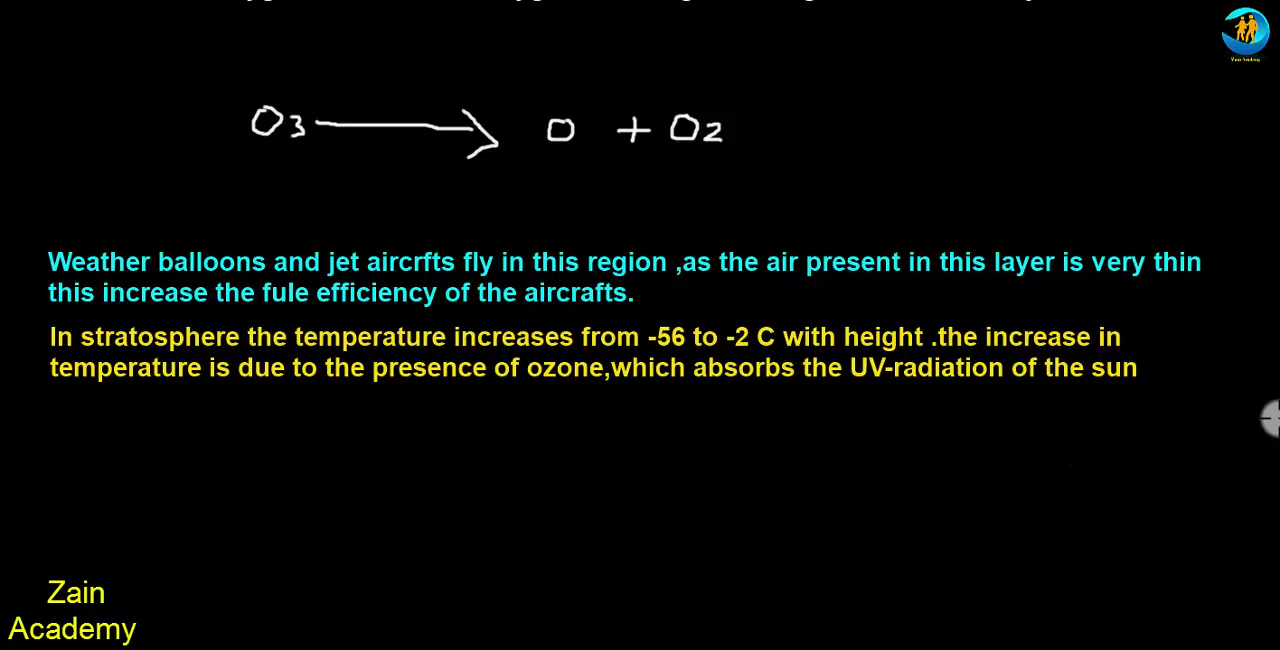 O3 → O + O2
Weather balloons and jet aircrfts fly in this region ,as the air present in this layer is very thin
this increase the fule efficiency of the aircrafts.
In stratosphere the temperature increases from -56 to -2 C with height .the increase in
temperature is due to the presence of ozone,which absorbs the UV-radiation of the sun
Zain
Academy